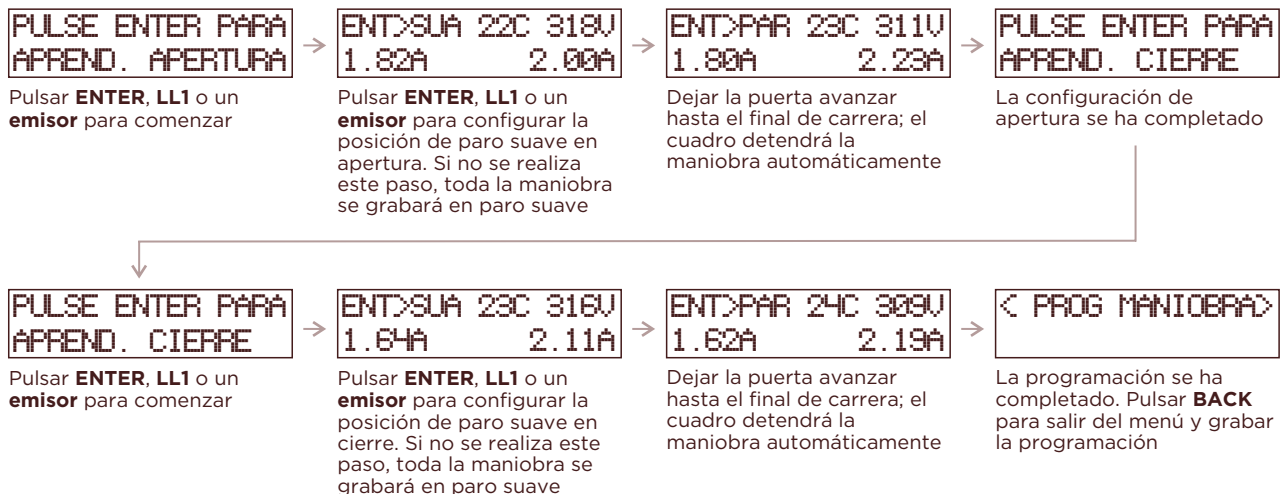 PULSE ENTER PARA
APREND. APERTURA
Pulsar ENTER, LL1 o un
emisor para comenzar
ENT>SUA 22C 318V
1.82A 2.00A
Pulsar ENTER, LL1 o un
emisor para configurar la
posición de paro suave en
apertura. Si no se realiza
este paso, toda la maniobra
se grabará en paro suave
ENT>PAR 23C 311V
1.80A 2.23A
Dejar la puerta avanzar
hasta el final de carrera; el
cuadro detendrá la
maniobra automáticamente
PULSE ENTER PARA
APREND. CIERRE
La configuración de
apertura se ha completado
PULSE ENTER PARA
APREND. CIERRE
Pulsar ENTER, LL1 o un
emisor para comenzar
ENT>SUA 23C 316V
1.64A 2.11A
Pulsar ENTER, LL1 o un
emisor para configurar la
posición de paro suave en
cierre. Si no se realiza este
paso, toda la maniobra se
grabará en paro suave
ENT>PAR 24C 309V
1.62A 2.19A
Dejar la puerta avanzar
hasta el final de carrera; el
cuadro detendrá la
maniobra automáticamente
< PROG MANIOBRA>
La programación se ha
completado. Pulsar BACK
para salir del menú y grabar
la programación